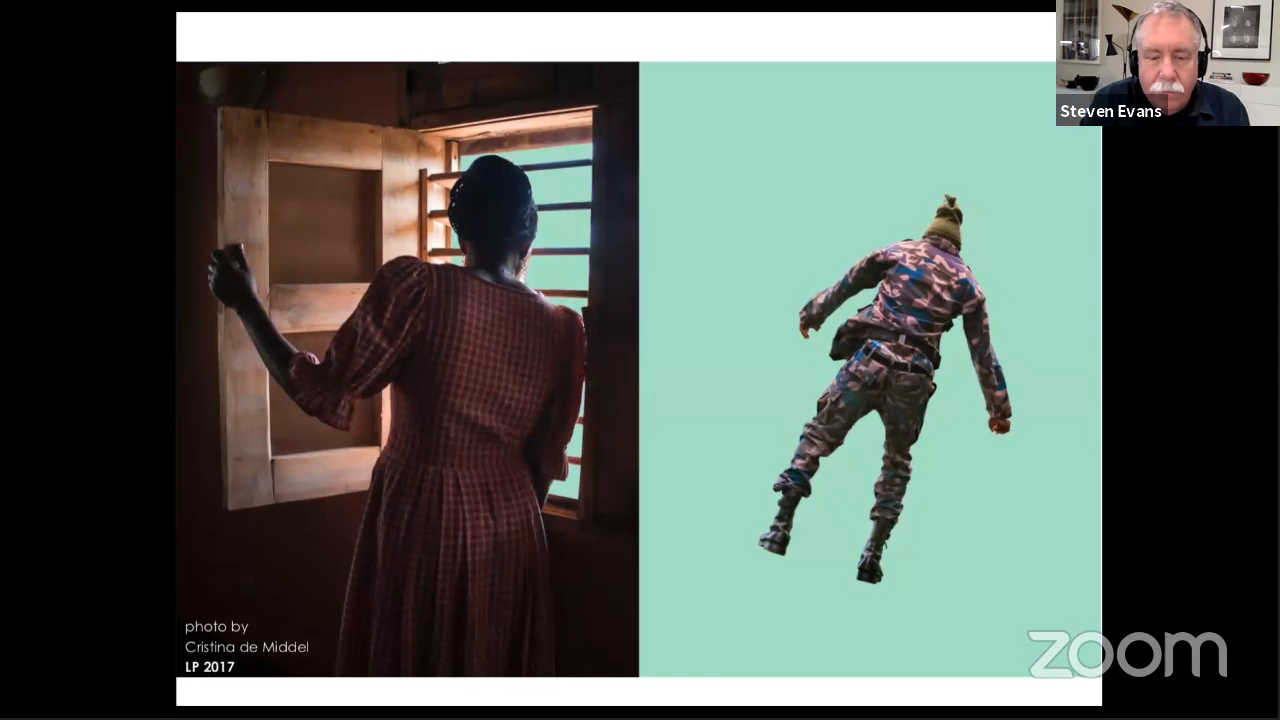 Steven Evans
photo by
Cristina de Middel
LP 2017
zoom